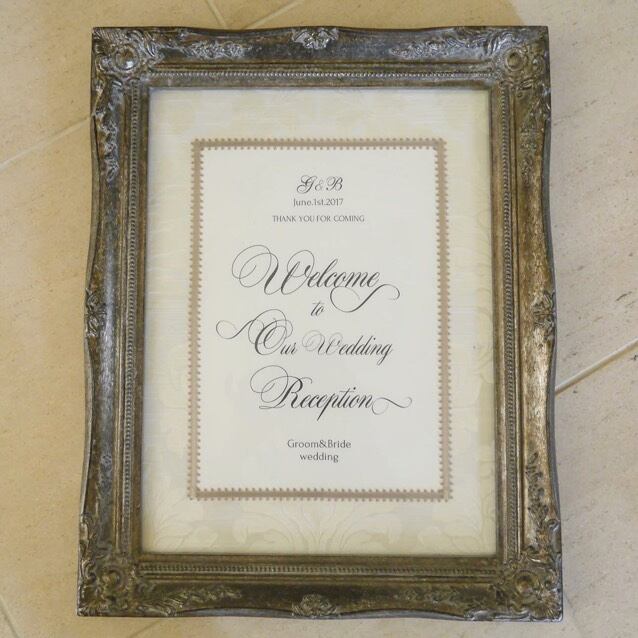 G&B
June.1st.2017
THANK YOU FOR COMING
Welcome
to
Our Wedding
Reception
Groom&Bride
wedding